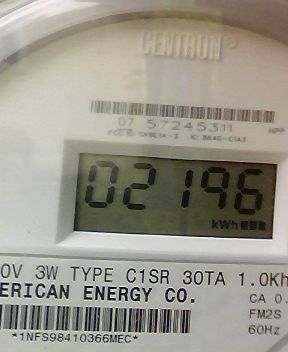 CENTRON®
07 57245311
HPP
02196
kWh
0V 3W TYPE C1SR 30TA 1.0Kh
ERICAN ENERGY CO.
CA 0.
FM2S
60Hz
*1NFS98410366MEC*